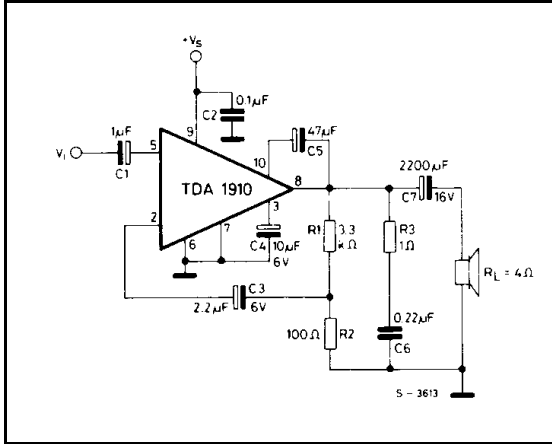 +Vs
0.1µF
C2
1µF
Vi
C1
5
9
47µF
C5
10
8
TDA 1910
2
3
6
7
C4
10µF
6V
2200µF
C7
16V
R1
3.3
kΩ
R3
1Ω
RL = 4Ω
C3
2.2µF
6V
100Ω
R2
0.22µF
C6
S - 3613